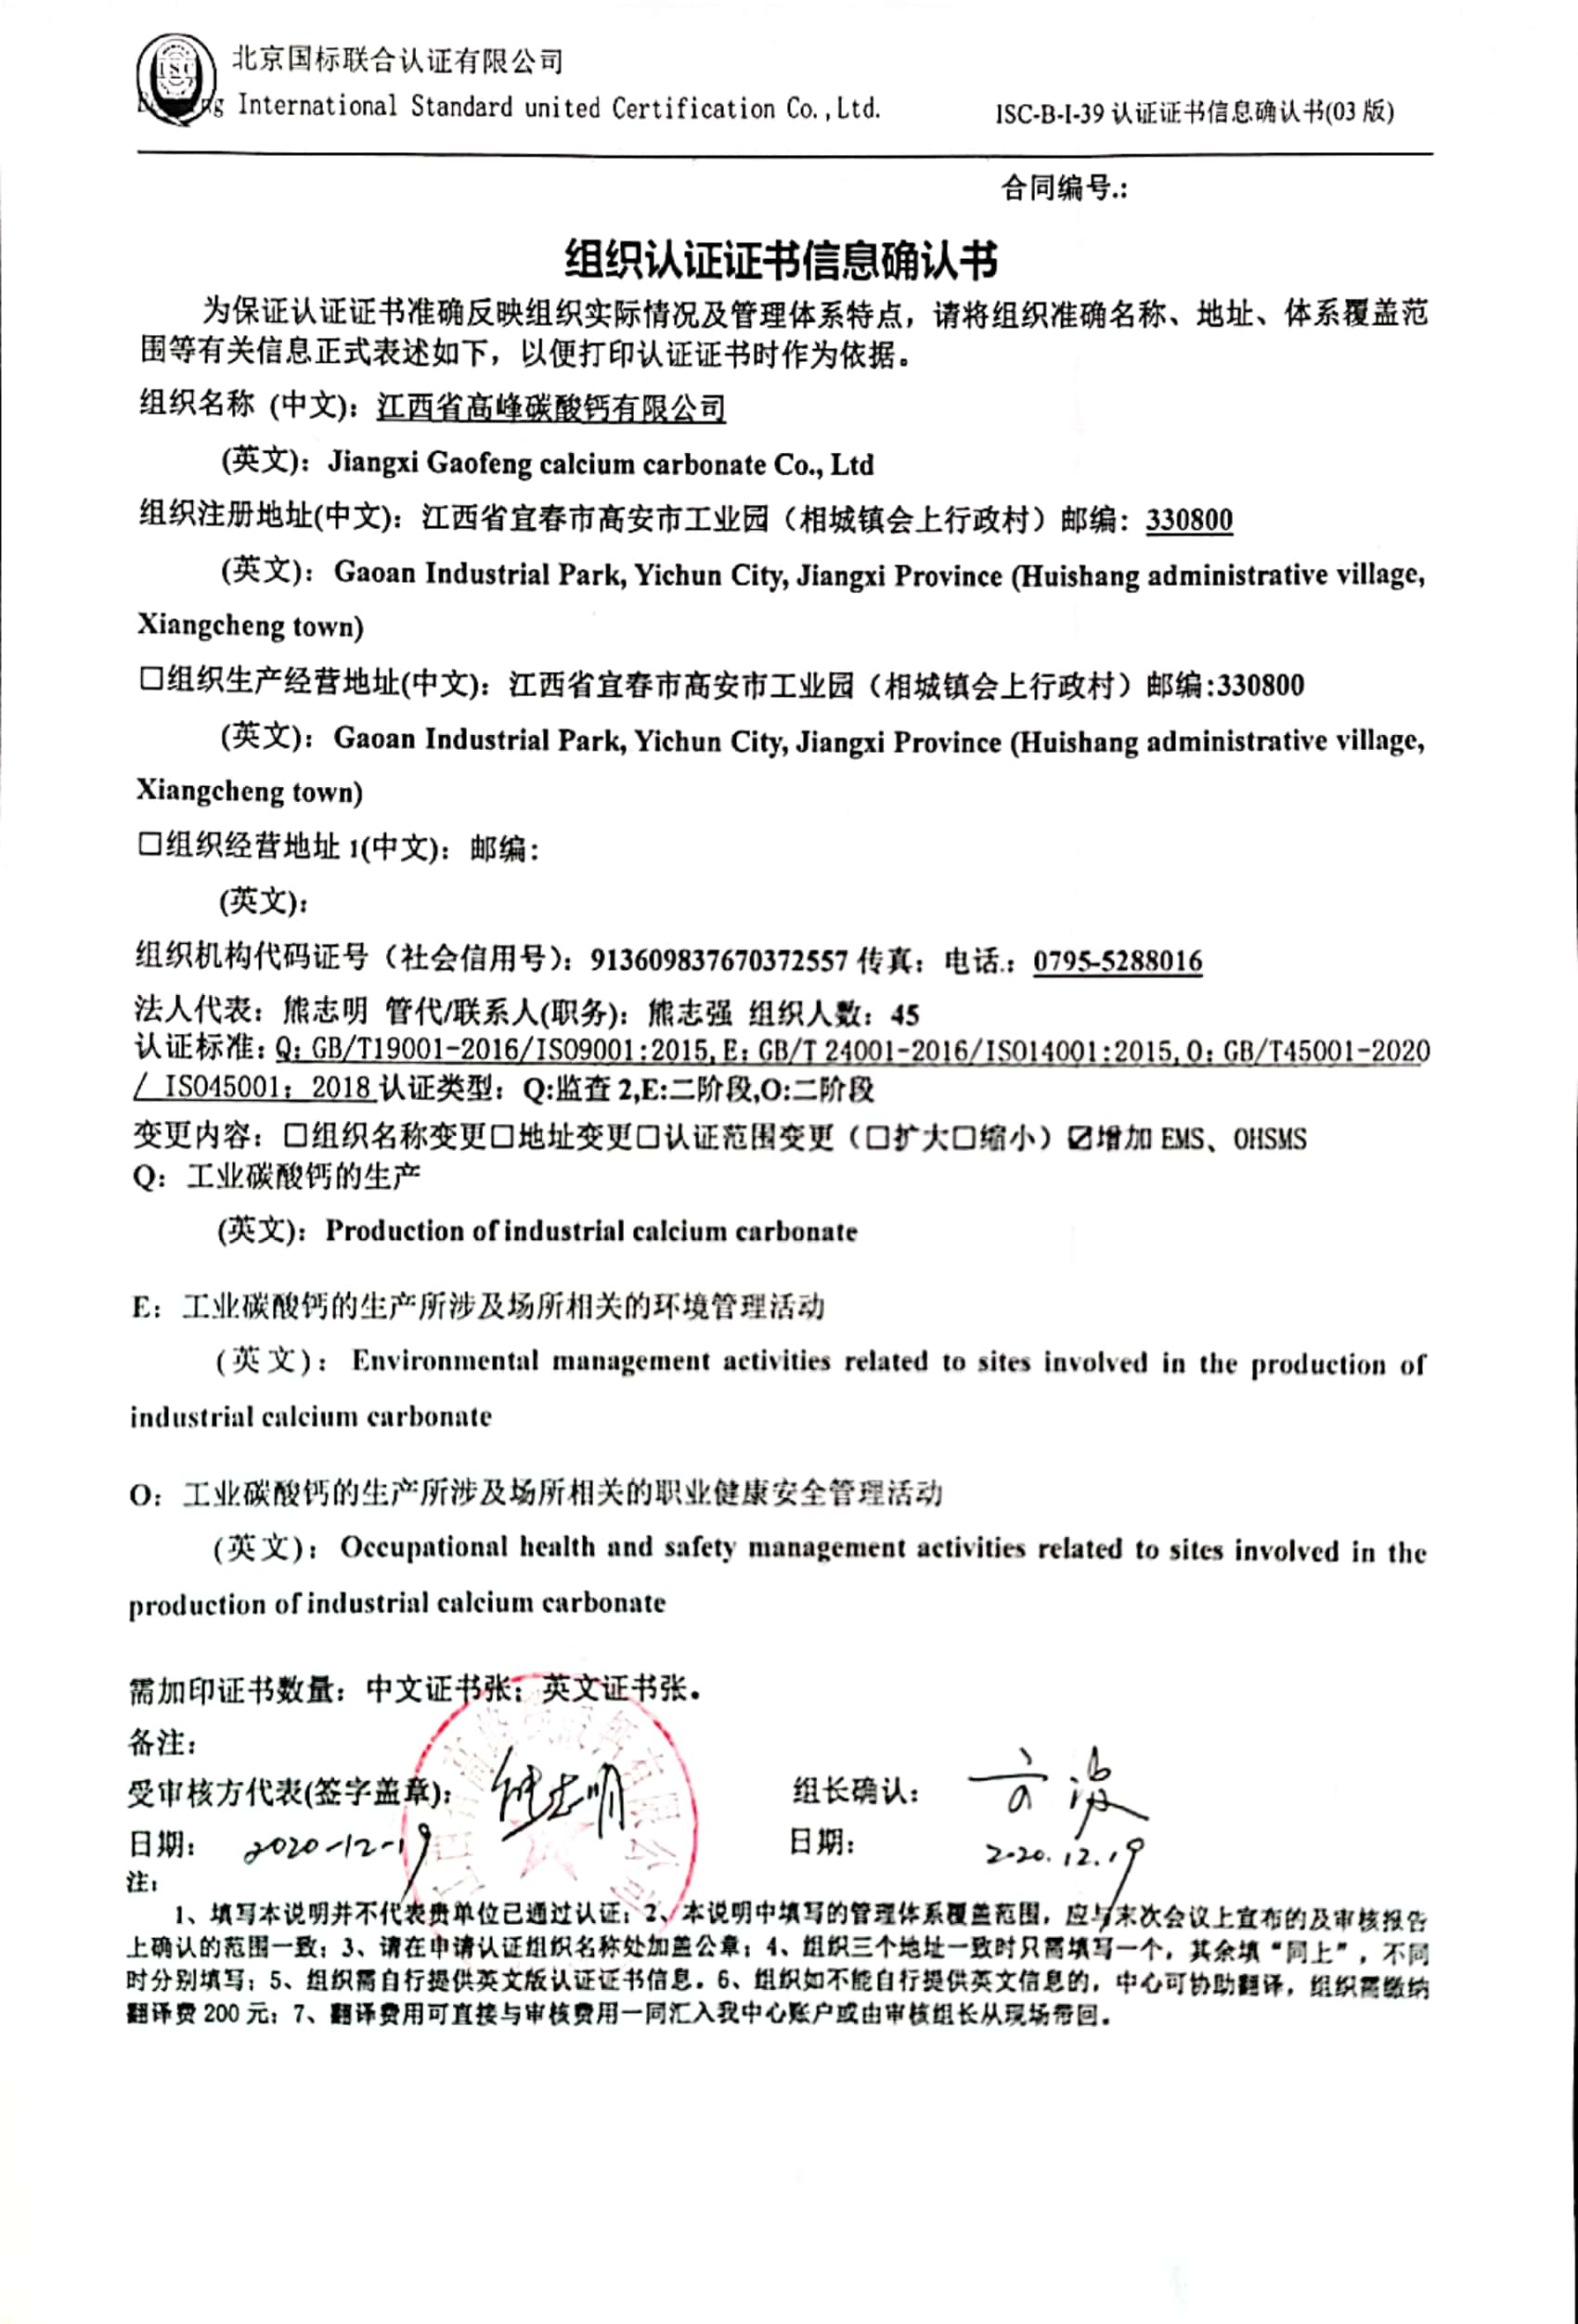 北京国标联合认证有限公司
International Standard united Certification Co.,Ltd.
ISC-B-I-39 认证证书信息确认书(03 版)
合同编号.:
组织认证证书信息确认书
为保证认证证书准确反映组织实际情况及管理体系特点，请将组织准确名称、地址、体系覆盖范
围等有关信息正式表述如下，以便打印认证证书时作为依据。
组织名称 (中文)：江西省高峰碳酸钙有限公司
(英文)：Jiangxi Gaofeng calcium carbonate Co., Ltd
组织注册地址(中文)：江西省宜春市高安市工业园（相城镇会上行政村）邮编：330800
(英文)：Gaoan Industrial Park, Yichun City, Jiangxi Province (Huishang administrative village,
Xiangcheng town)
□组织生产经营地址(中文)：江西省宜春市高安市工业园（相城镇会上行政村）邮编:330800
(英文)：Gaoan Industrial Park, Yichun City, Jiangxi Province (Huishang administrative village,
Xiangcheng town)
□组织经营地址 1(中文)：邮编：
(英文)：
组织机构代码证号（社会信用号）：913609837670372557 传真：电话.：0795-5288016
法人代表：熊志明 管代/联系人(职务)：熊志强 组织人数：45
认证标准：Q：GB/T19001-2016/ISO9001:2015, E：GB/T 24001-2016/ISO14001:2015, O：GB/T45001-2020
/ ISO45001：2018 认证类型：Q:监查 2,E:二阶段,O:二阶段
变更内容：□组织名称变更□地址变更□认证范围变更（□扩大□缩小）☑增加 EMS、OHSMS
Q：工业碳酸钙的生产
(英文)：Production of industrial calcium carbonate
E：工业碳酸钙的生产所涉及场所相关的环境管理活动
(英文)：Environmental management activities related to sites involved in the production of
industrial calcium carbonate
O：工业碳酸钙的生产所涉及场所相关的职业健康安全管理活动
(英文)：Occupational health and safety management activities related to sites involved in the
production of industrial calcium carbonate
需加印证书数量：中文证书张；英文证书张。
备注：
受审核方代表(签字盖章)：熊志明 组长确认：
日期：2020-12-19 日期：2020.12.19
注：
1、填写本说明并不代表贵单位已通过认证；2、本说明中填写的管理体系覆盖范围，应与末次会议上宣布的及审核报告
上确认的范围一致；3、请在申请认证组织名称处加盖公章；4、组织三个地址一致时只需填写一个，其余填“同上”，不同
时分别填写；5、组织需自行提供英文版认证证书信息。6、组织如不能自行提供英文信息的，中心可协助翻译，组织需缴纳
翻译费 200 元；7、翻译费用可直接与审核费用一同汇入我中心账户或由审核组长从现场带回。